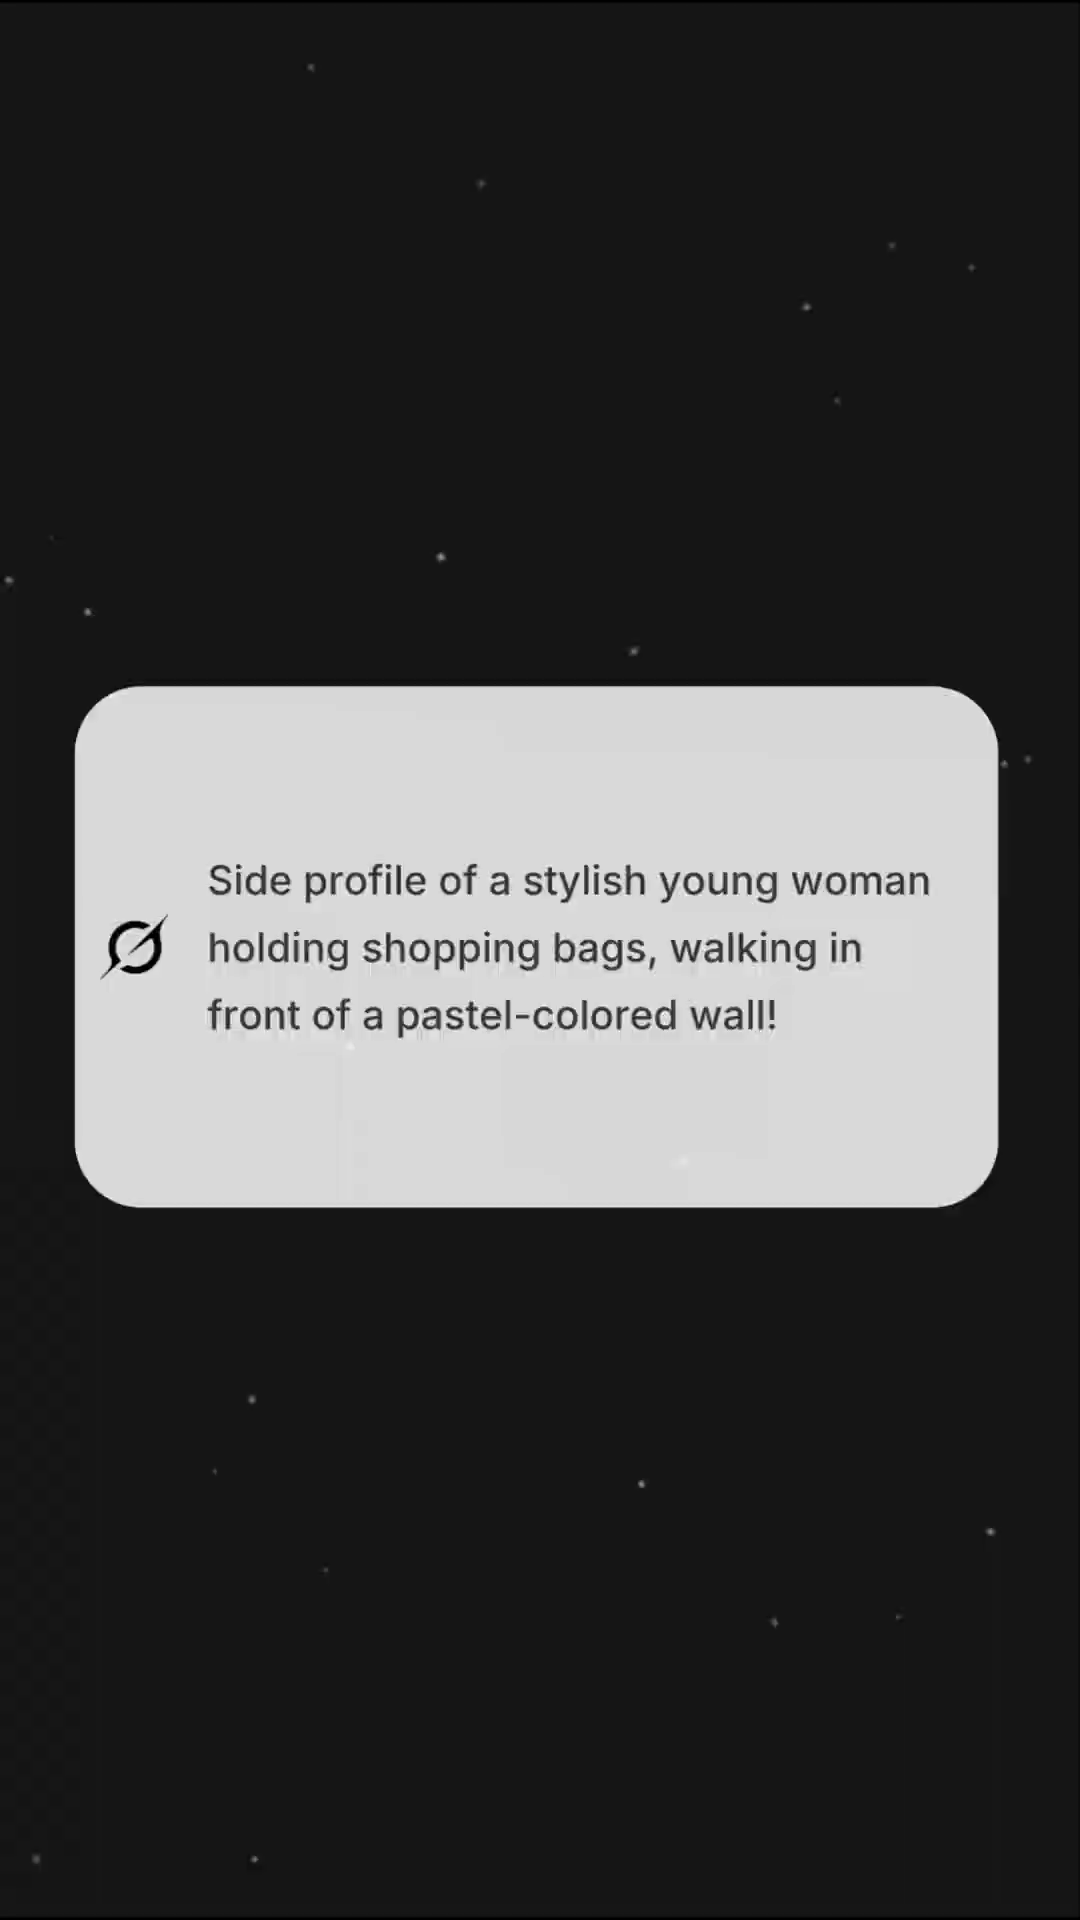 Side profile of a stylish young woman
holding shopping bags, walking in
front of a pastel-colored wall!